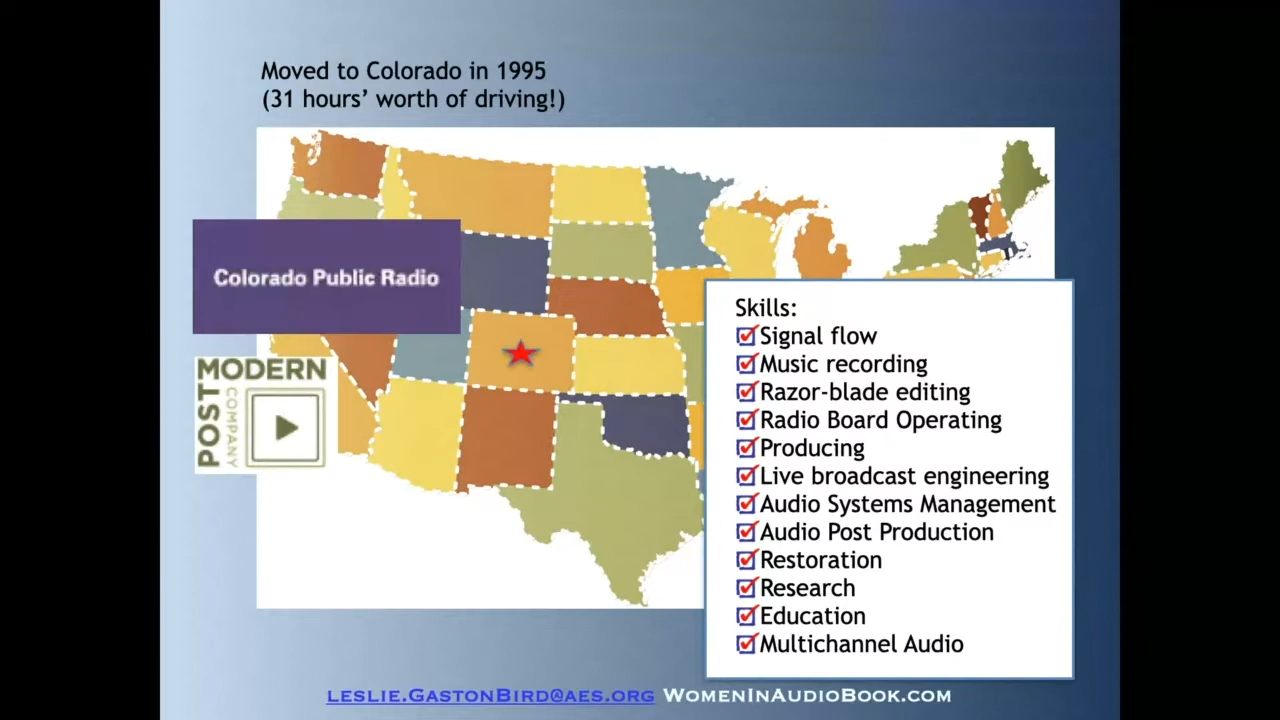 Moved to Colorado in 1995
(31 hours’ worth of driving!)
Colorado Public Radio
POST
MODERN
COMPANY
Skills:
Signal flow
Music recording
Razor-blade editing
Radio Board Operating
Producing
Live broadcast engineering
Audio Systems Management
Audio Post Production
Restoration
Research
Education
Multichannel Audio
LESLIE.GASTONBIRD@AES.ORG WOMENINAUDIOBOOK.COM